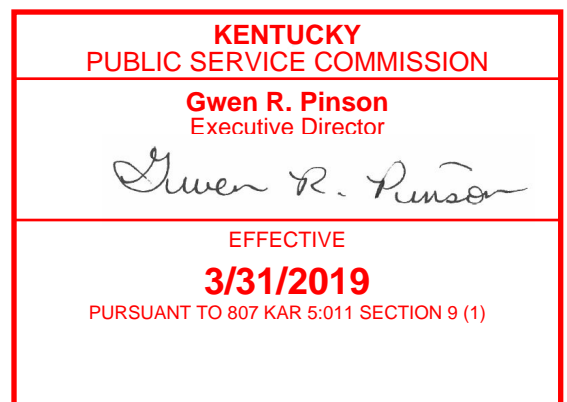 KENTUCKY
PUBLIC SERVICE COMMISSION
Gwen R. Pinson
Executive Director
Gwen R. Pinson
EFFECTIVE
3/31/2019
PURSUANT TO 807 KAR 5:011 SECTION 9 (1)